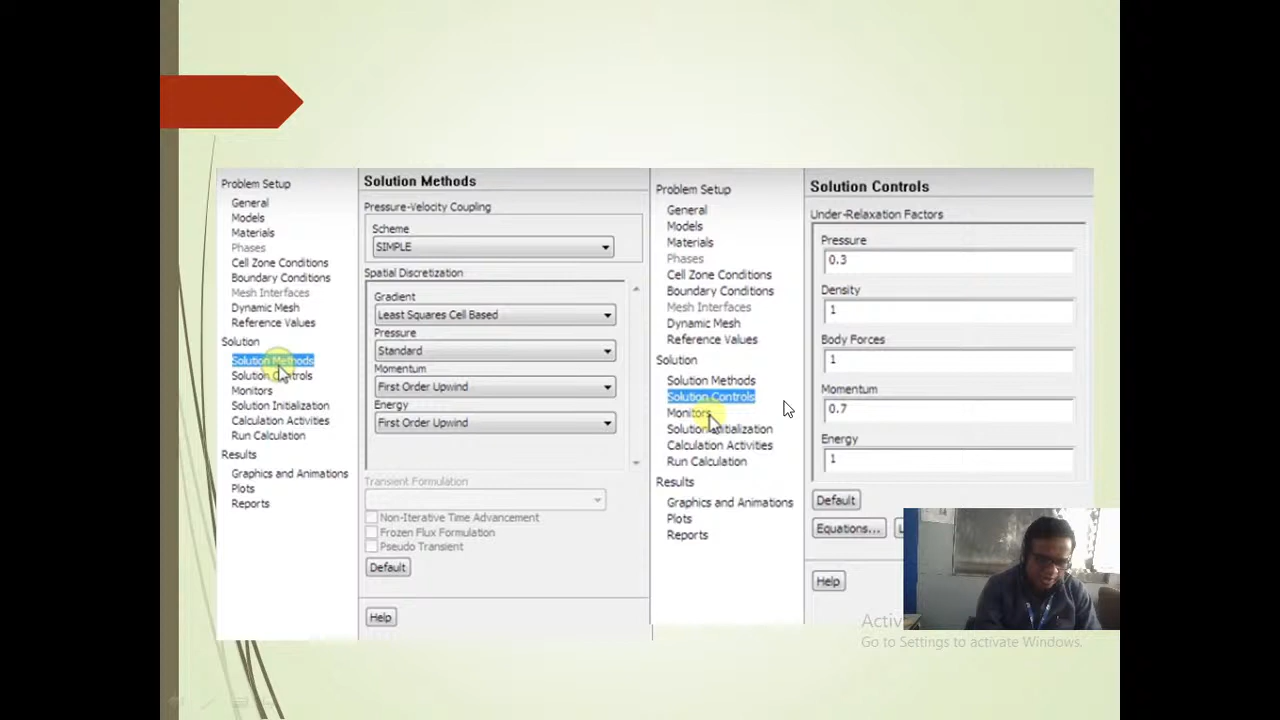 Problem Setup
General
Models
Materials
Phases
Cell Zone Conditions
Boundary Conditions
Mesh Interfaces
Dynamic Mesh
Reference Values
Solution
Solution Methods
Solution Controls
Monitors
Solution Initialization
Calculation Activities
Run Calculation
Results
Graphics and Animations
Plots
Reports
Solution Methods
Pressure-Velocity Coupling
Scheme
SIMPLE
Spatial Discretization
Gradient
Least Squares Cell Based
Pressure
Standard
Momentum
First Order Upwind
Energy
First Order Upwind
Transient Formulation
Non-Iterative Time Advancement
Frozen Flux Formulation
Pseudo Transient
Default
Help
Problem Setup
General
Models
Materials
Phases
Cell Zone Conditions
Boundary Conditions
Mesh Interfaces
Dynamic Mesh
Reference Values
Solution
Solution Methods
Solution Controls
Monitors
Solution Initialization
Calculation Activities
Run Calculation
Results
Graphics and Animations
Plots
Reports
Solution Controls
Under-Relaxation Factors
Pressure
0.3
Density
1
Body Forces
1
Momentum
0.7
Energy
1
Default
Equations...
Help
Go to Settings to activate Windows.